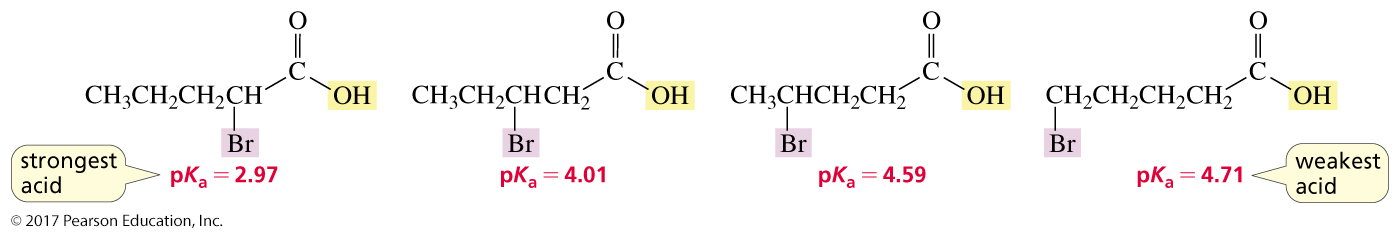 O O O O
C C C C
CH₃CH₂CH₂CH OH CH₃CH₂CHCH₂ OH CH₃CHCH₂CH₂ OH CH₂CH₂CH₂CH₂ OH
Br Br Br Br
strongest
acid
pKₐ = 2.97 pKₐ = 4.01 pKₐ = 4.59 pKₐ = 4.71
weakest
acid
© 2017 Pearson Education, Inc.